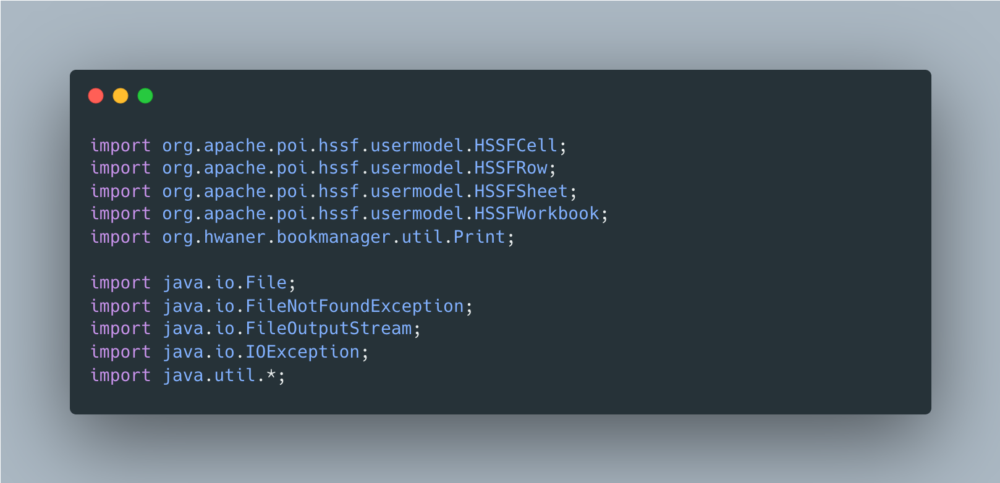 import org.apache.poi.hssf.usermodel.HSSFCell;
import org.apache.poi.hssf.usermodel.HSSFRow;
import org.apache.poi.hssf.usermodel.HSSFSheet;
import org.apache.poi.hssf.usermodel.HSSFWorkbook;
import org.hwaner.bookmanager.util.Print;
import java.io.File;
import java.io.FileNotFoundException;
import java.io.FileOutputStream;
import java.io.IOException;
import java.util.*;